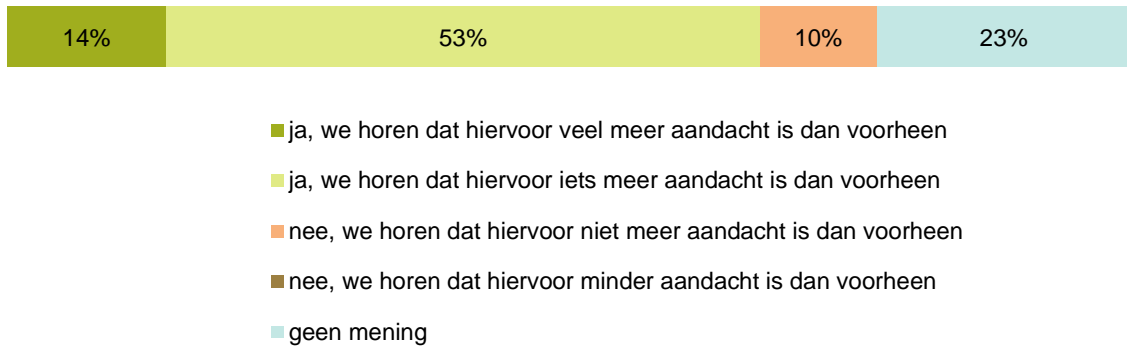 14% 53% 10% 23%
ja, we horen dat hiervoor veel meer aandacht is dan voorheen
ja, we horen dat hiervoor iets meer aandacht is dan voorheen
nee, we horen dat hiervoor niet meer aandacht is dan voorheen
nee, we horen dat hiervoor minder aandacht is dan voorheen
geen mening